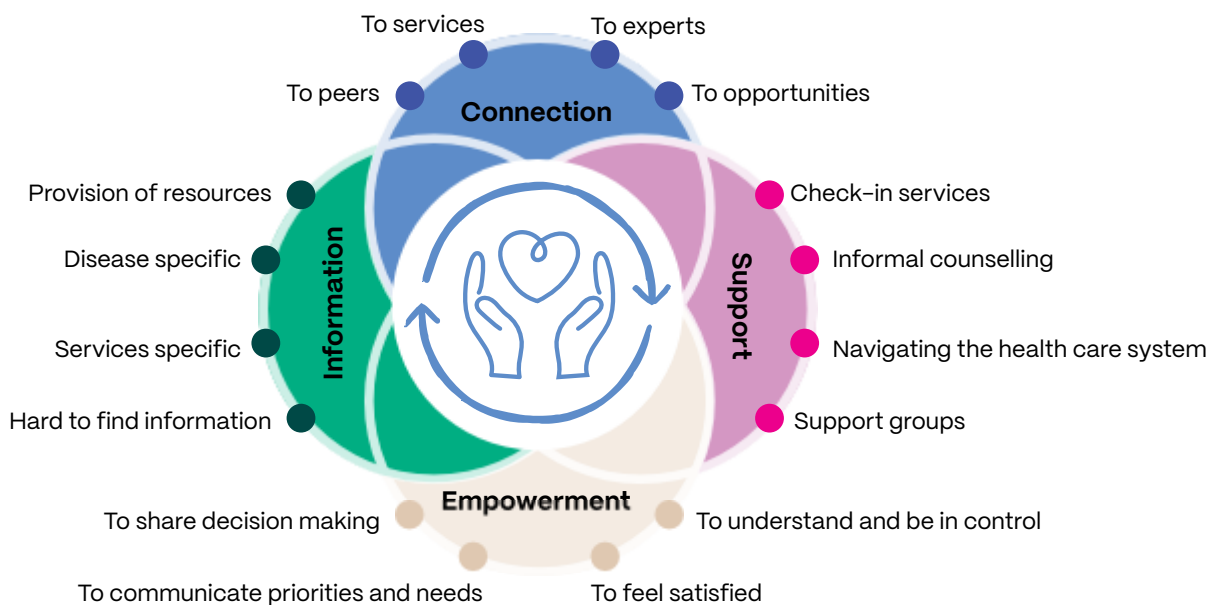 To services
To experts
To peers
To opportunities
Connection
Provision of resources
Check-in services
Disease specific
Informal counselling
Information
Support
Services specific
Navigating the health care system
Hard to find information
Support groups
Empowerment
To share decision making
To understand and be in control
To communicate priorities and needs
To feel satisfied